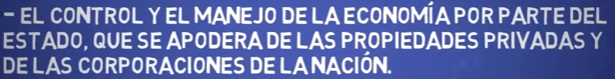 - EL CONTROL Y EL MANEJO DE LA ECONOMÍA POR PARTE DEL
ESTADO, QUE SE APODERA DE LAS PROPIEDADES PRIVADAS Y
DE LAS CORPORACIONES DE LA NACIÓN.